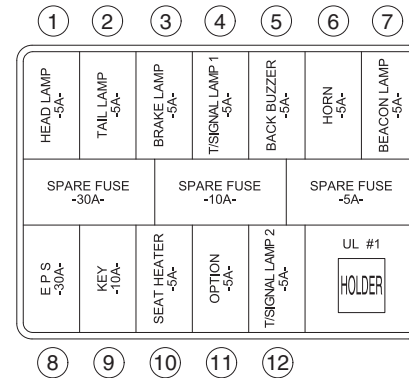 1 2 3 4 5 6 7
HEAD LAMP
-5A-
TAIL LAMP
-5A-
BRAKE LAMP
-5A-
T/SIGNAL LAMP 1
-5A-
BACK BUZZER
-5A-
HORN
-5A-
BEACON LAMP
-5A-
SPARE FUSE
-30A-
SPARE FUSE
-10A-
SPARE FUSE
-5A-
E P S
-30A-
KEY
-10A-
SEAT HEATER
-5A-
OPTION
-5A-
T/SIGNAL LAMP 2
-5A-
UL #1
HOLDER
8 9 10 11 12